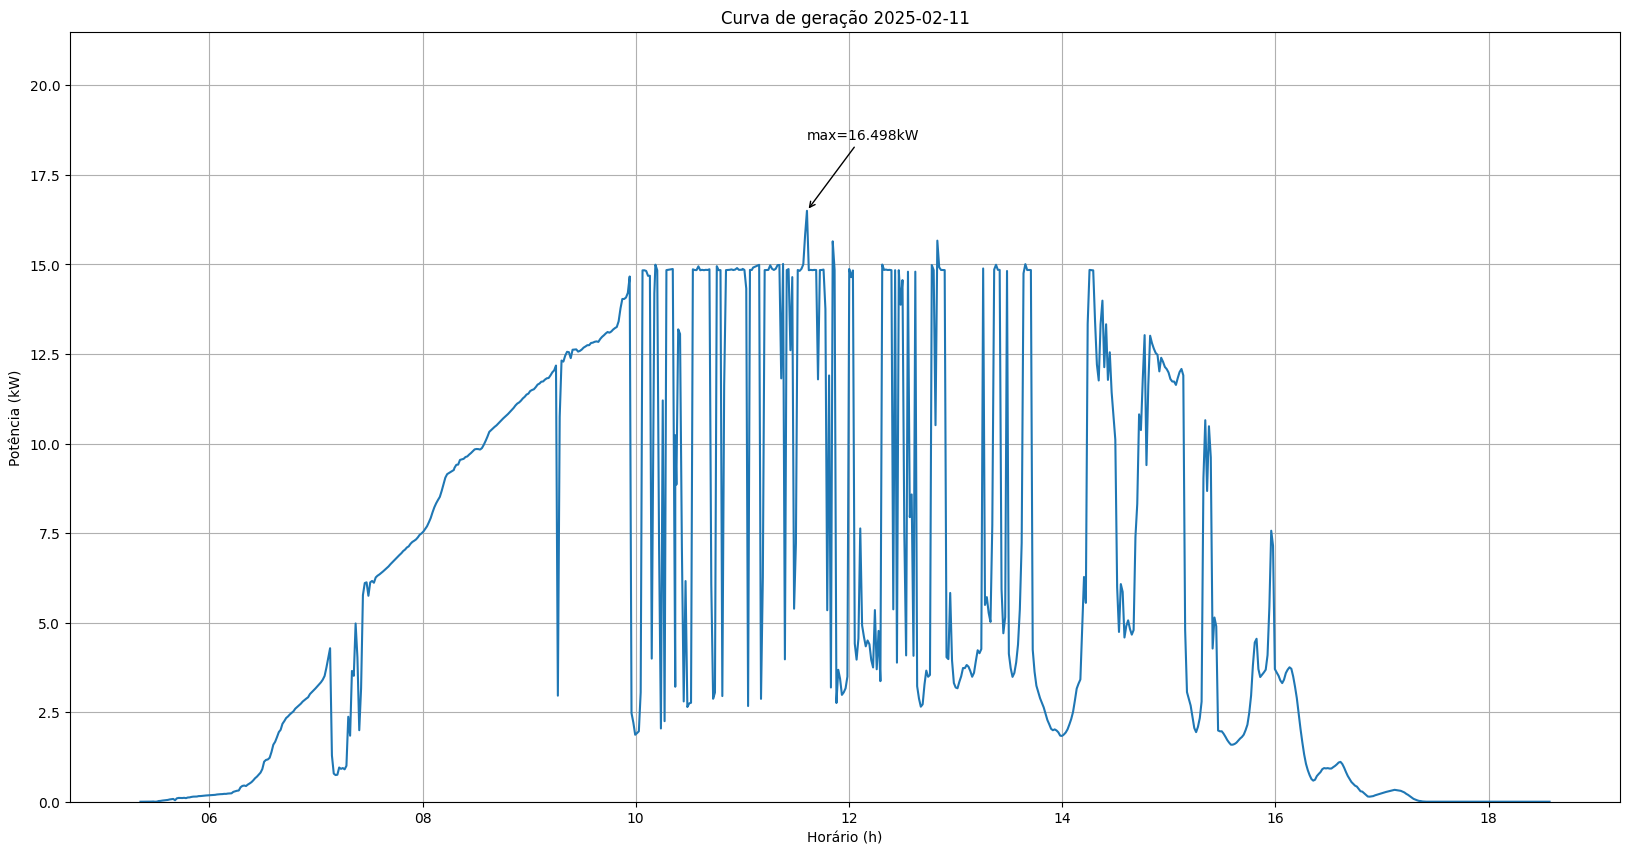 Curva de geração 2025-02-11
max=16.498kW
Potência (kW)
20.0
17.5
15.0
12.5
10.0
7.5
5.0
2.5
0.0
06 08 10 12 14 16 18
Horário (h)